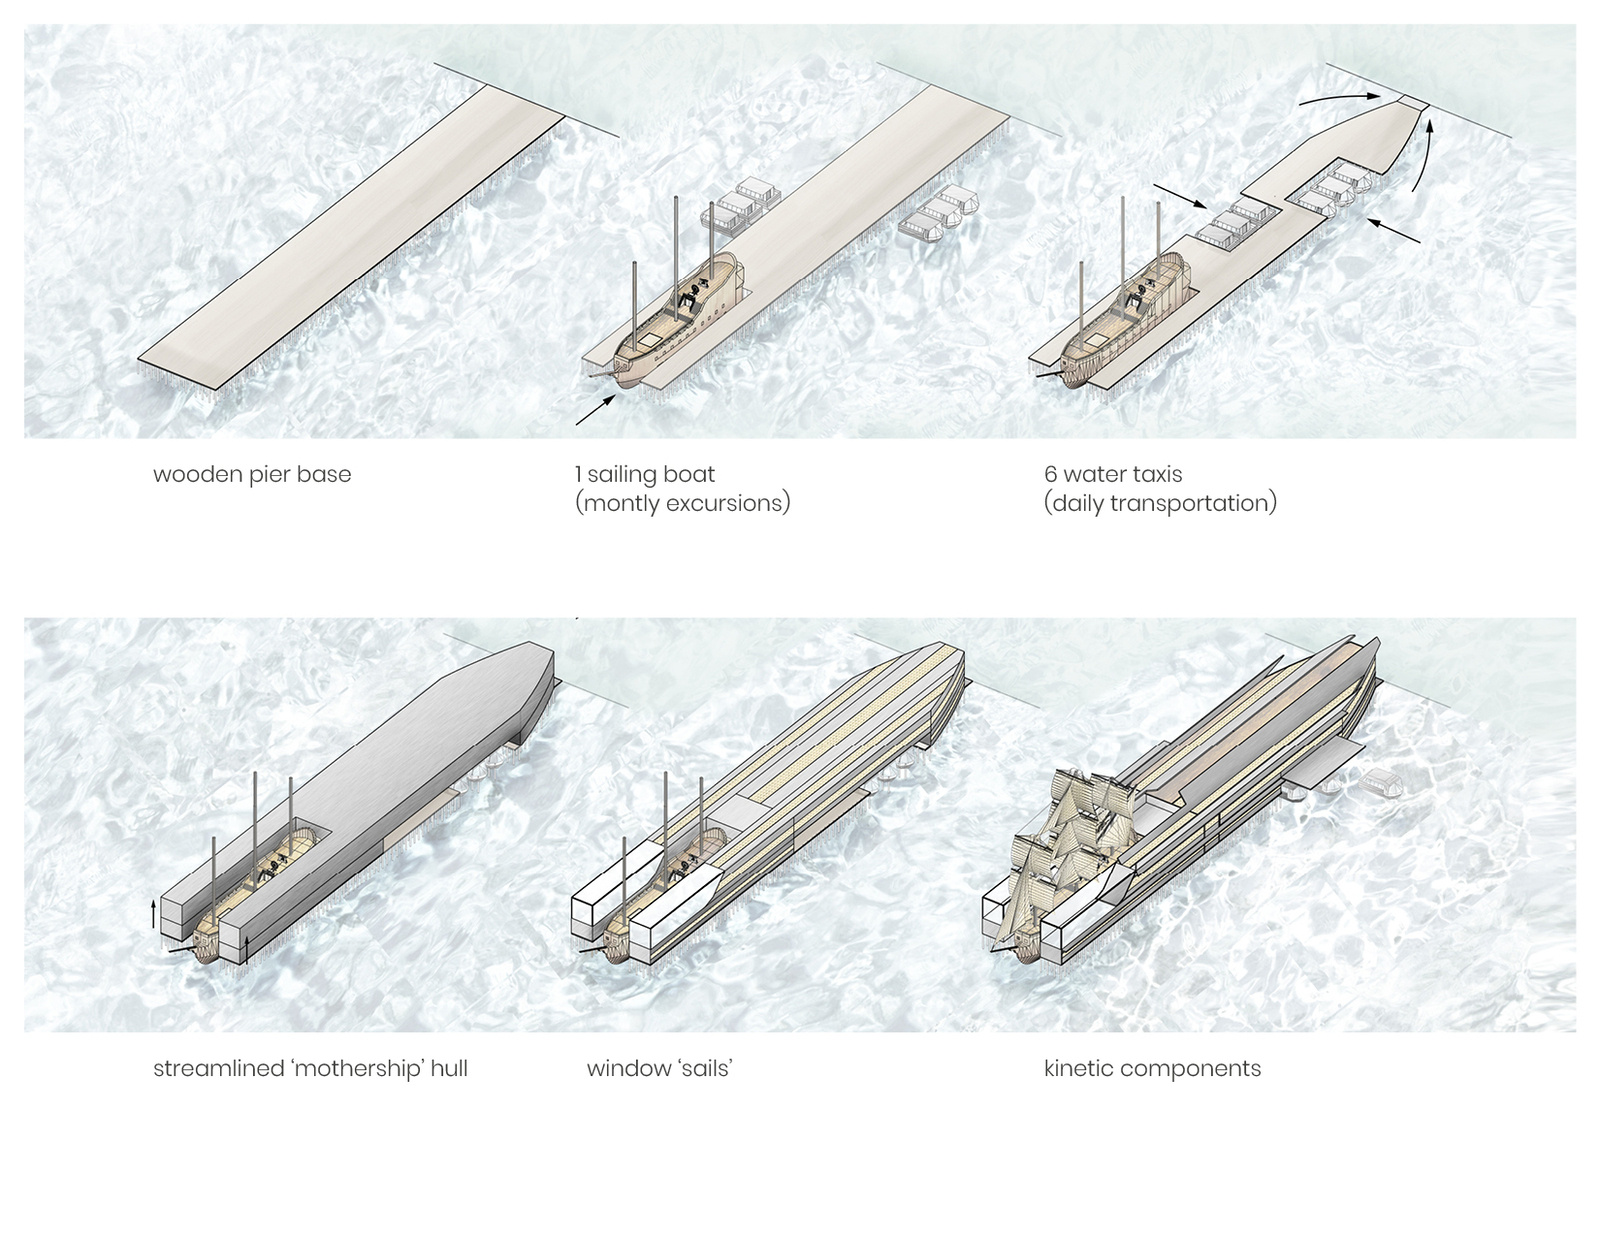 wooden pier base
1 sailing boat
(montly excursions)
6 water taxis
(daily transportation)
streamlined ‘mothership’ hull
window ‘sails’
kinetic components